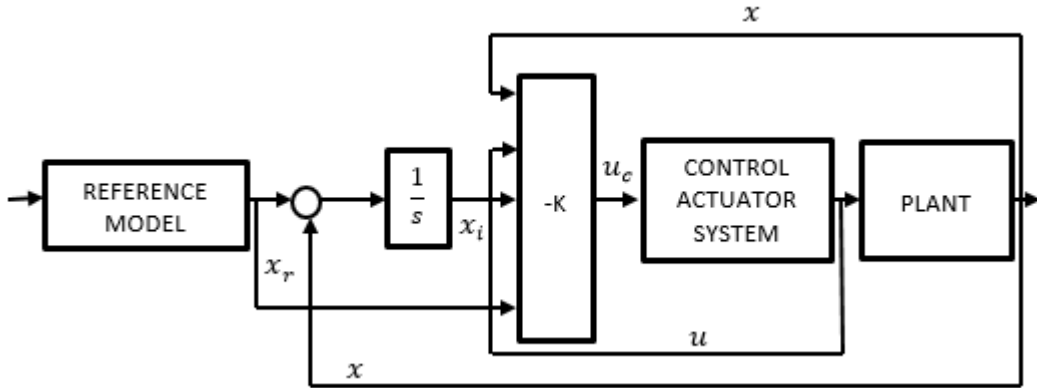 x
REFERENCE
MODEL
1
s
-K
u_c
CONTROL
ACTUATOR
SYSTEM
PLANT
x_i
x_r
u
x